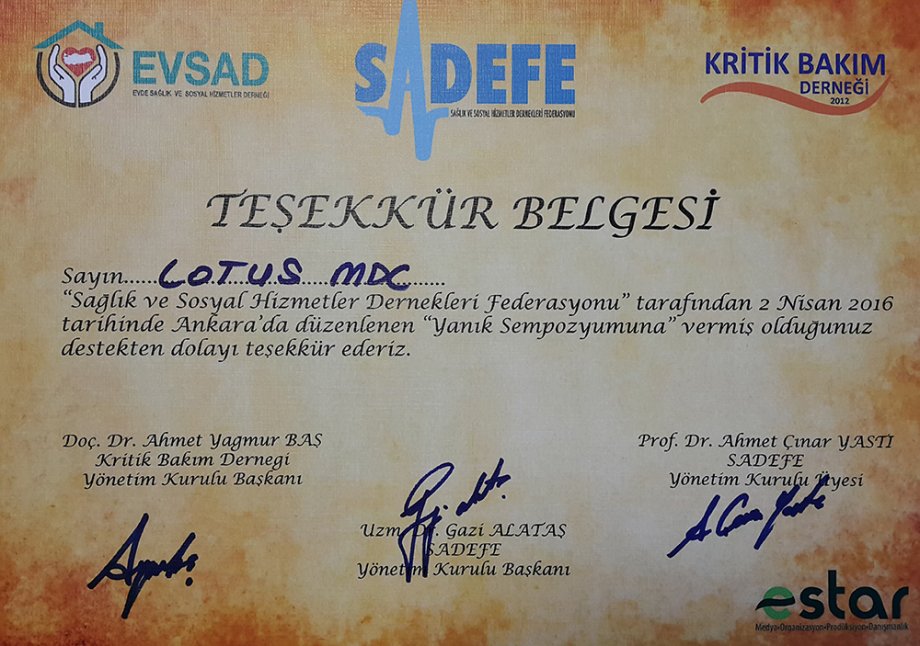 EVSAD
EVDE SAĞLIK VE SOSYAL HİZMETLER DERNEĞİ
SADEFE
SAĞLIK VE SOSYAL HİZMETLER DERNEKLERİ FEDERASYONU
KRİTİK BAKIM
DERNEĞİ
2012
TEŞEKKÜR BELGESİ
Sayın......LOTUS MDC......
“Sağlık ve Sosyal Hizmetler Dernekleri Federasyonu” tarafından 2 Nisan 2016
tarihinde Ankara’da düzenlenen “Yanık Sempozyumuna” vermiş olduğunuz
destekten dolayı teşekkür ederiz.
Doç. Dr. Ahmet Yagmur BAŞ
Kritik Bakım Dernegi
Yönetim Kurulu Başkanı
Uzm. Dr. Gazi ALATAŞ
SADEFE
Yönetim Kurulu Başkanı
Prof. Dr. Ahmet Çınar YASTI
SADEFE
Yönetim Kurulu Üyesi
estar
Medya•Organizasyon•Prodüksiyon•Danışmanlık